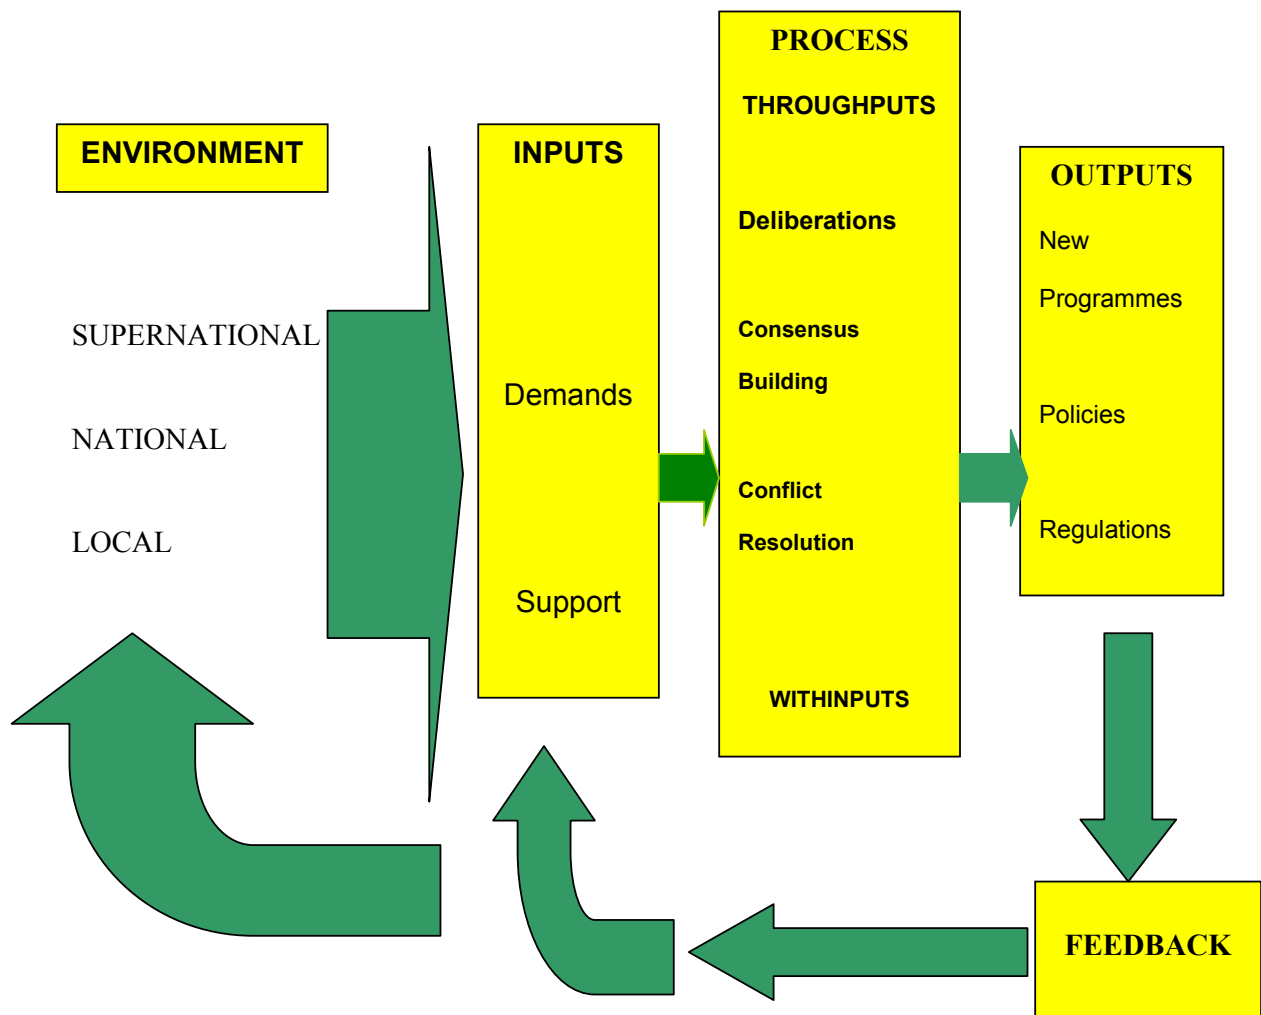 ENVIRONMENT
SUPERNATIONAL
NATIONAL
LOCAL
INPUTS
Demands
Support
PROCESS
THROUGHPUTS
Deliberations
Consensus
Building
Conflict
Resolution
WITHINPUTS
OUTPUTS
New
Programmes
Policies
Regulations
FEEDBACK